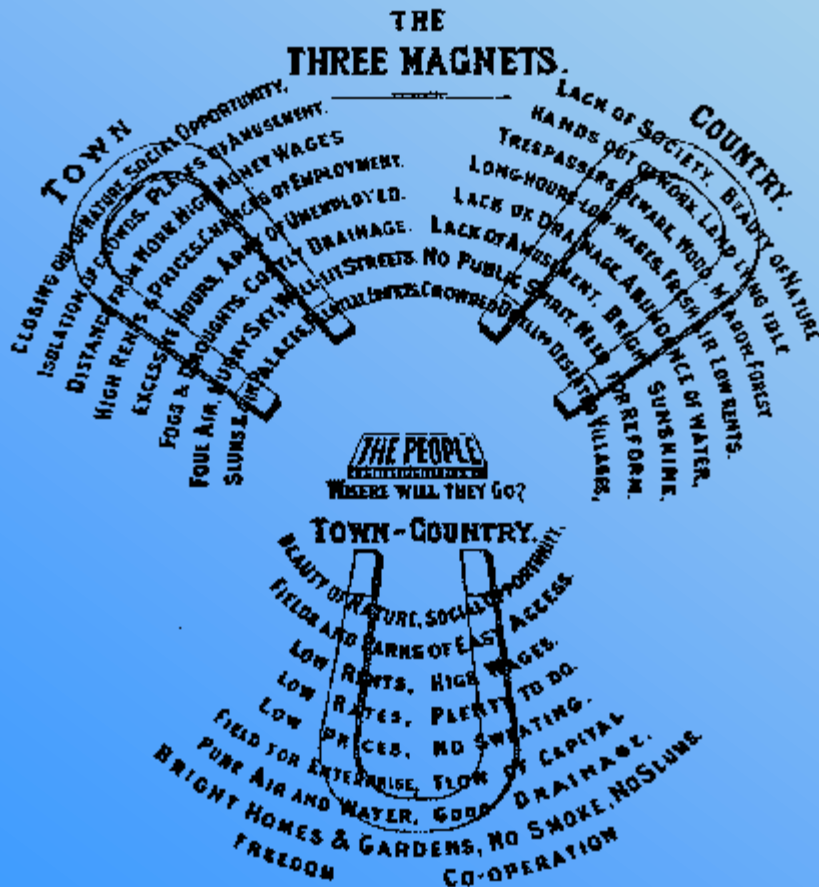 THE
THREE MAGNETS.
TOWN
CLOSING OUT OF NATURE. SOCIAL OPPORTUNITY.
ISOLATION OF CROWDS. PLACES OF AMUSEMENT.
DISTANCE FROM WORK. HIGH MONEY WAGES
HIGH RENTS & PRICES. CHANCES OF EMPLOYMENT.
EXCESSIVE HOURS. ARMY OF UNEMPLOYED.
FOGS & DROUGHTS. COSTLY DRAINAGE.
FOUL AIR. MURKY SKY. WELL-LIT STREETS.
SLUMS & GIN PALACES. PALATIAL EDIFICES.
COUNTRY.
LACK OF SOCIETY. BEAUTY OF NATURE
HANDS OUT OF WORK. LAND LYING IDLE
TRESPASSERS BEWARE. WOOD. MEADOW. FOREST
LONG-HOURS-LOW WAGES. FRESH AIR LOW RENTS.
LACK OF DRAINAGE. ABUNDANCE OF WATER,
LACK OF AMUSEMENT. BRIGHT SUNSHINE.
NO PUBLIC SPIRIT. NEED FOR REFORM.
CROWDED DWELLINGS DESERTED VILLAGES,
THE PEOPLE
WHERE WILL THEY GO?
TOWN-COUNTRY.
BEAUTY OF NATURE, SOCIAL OPPORTUNITY.
FIELDS AND PARKS OF EASY ACCESS.
LOW RENTS, HIGH WAGES.
LOW RATES, PLENTY TO DO.
LOW PRICES, NO SWEATING.
FIELD FOR ENTERPRISE, FLOW OF CAPITAL
PURE AIR AND WATER, GOOD DRAINAGE.
BRIGHT HOMES & GARDENS, NO SMOKE, NO SLUMS
FREEDOM CO-OPERATION